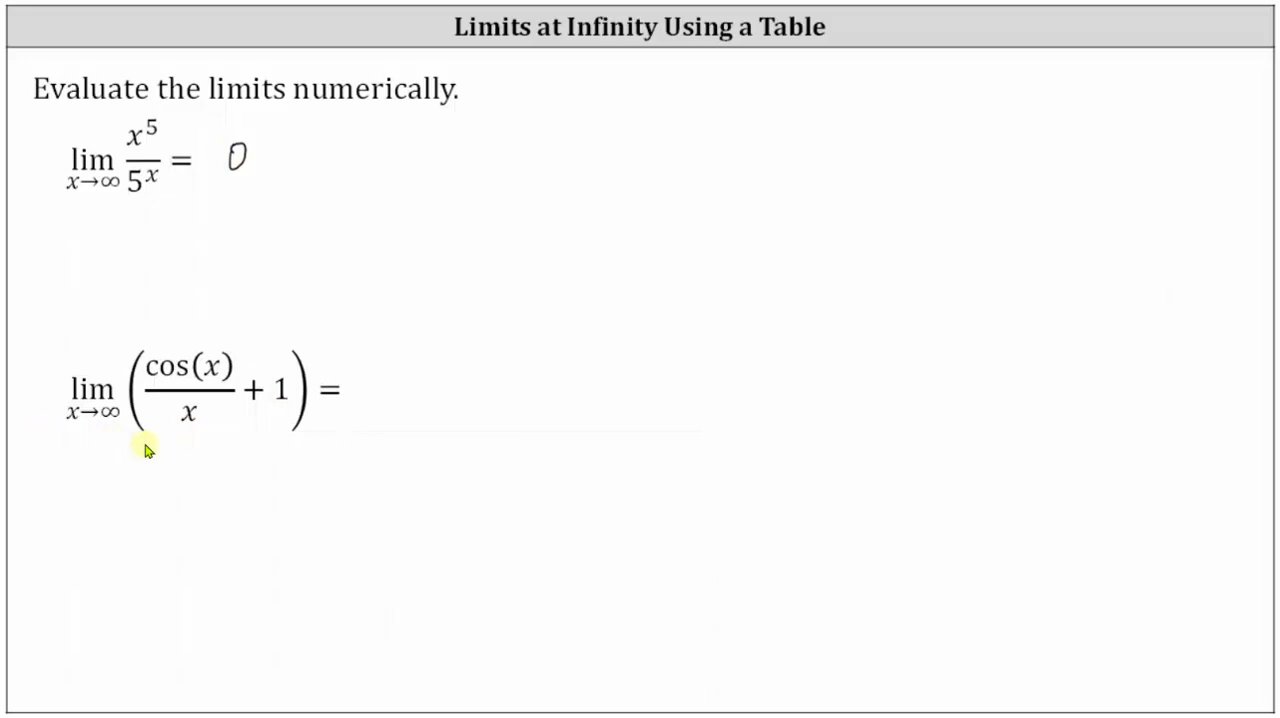 Limits at Infinity Using a Table
Evaluate the limits numerically.
lim x→∞ x^5/5^x = 0
lim x→∞ (cos(x)/x + 1) =